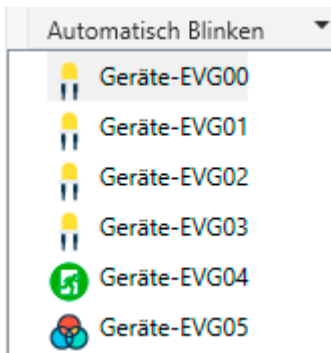 Automatisch Blinken
Geräte-EVG00
Geräte-EVG01
Geräte-EVG02
Geräte-EVG03
Geräte-EVG04
Geräte-EVG05